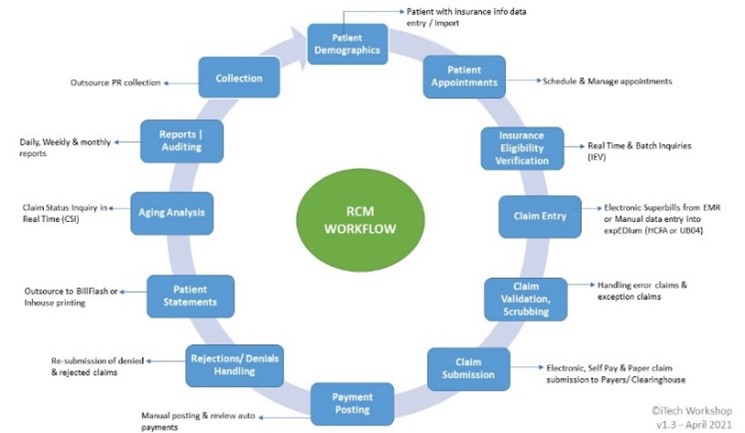 Patient
Demographics
Patient with insurance info data
entry / Import
Patient
Appointments
Schedule & Manage appointments
Insurance
Eligibility
Verification
Real Time & Batch Inquiries
(IEV)
Claim Entry
Electronic Superbills from EMR
or Manual data entry into
expEDIum (HCFA or UB04)
Claim
Validation,
Scrubbing
Handling error claims &
exception claims
Claim
Submission
Electronic, Self Pay & Paper claim
submission to Payers/ Clearinghouse
Payment
Posting
Manual posting & review auto
payments
Rejections/ Denials
Handling
Re-submission of denied
& rejected claims
Patient
Statements
Outsource to BillFlash or
Inhouse printing
Aging Analysis
Claim Status Inquiry in
Real Time (CSI)
Reports |
Auditing
Daily, Weekly & monthly
reports
Collection
Outsource PR collection
RCM
WORKFLOW
©iTech Workshop
v1.3 – April 2021